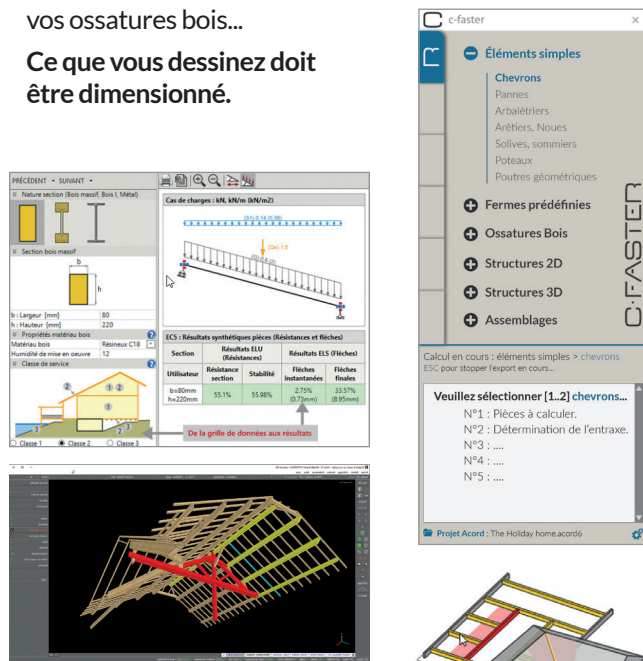 vos ossatures bois...
Ce que vous dessinez doit
être dimensionné.
PRÉCÉDENT • SUIVANT
Nature section (Bois massif, Bois I, Métal)
Section bois massif
b
h
b : Largeur [mm] 80
h : Hauteur [mm] 220
Propriétés matériau bois
Matériau bois Résineux C18
Humidité de mise en oeuvre 12
Classe de service
Classe 1 Classe 2 Classe 3
Cas de charges : kN, kN/m (kN/m2)
EC5 : Résultats synthétiques pièces (Résistances et flèches)
Section Résultats ELU (Résistances) Résultats ELS (Flèches)
Utilisateur Résistance section Stabilité Flèches instantanées Flèches finales
b=80mm h=220mm 55.1% 55.98% 2.75% (0.73mm) 33.57% (8.95mm)
De la grille de données aux résultats
c-faster
Éléments simples
Chevrons
Pannes
Arbalétriers
Arêtiers, Noues
Solives, sommiers
Poteaux
Poutres géométriques
Fermes prédéfinies
Ossatures Bois
Structures 2D
Structures 3D
Assemblages
C-FASTER
Calcul en cours : éléments simples > chevrons
ESC pour stopper l'export en cours...
Veuillez sélectionner [1..2] chevrons...
N°1 : Pièces à calculer.
N°2 : Détermination de l'entraxe.
N°3 : ....
N°4 : ....
N°5 : ....
Projet Acord : The Holiday home.acord6